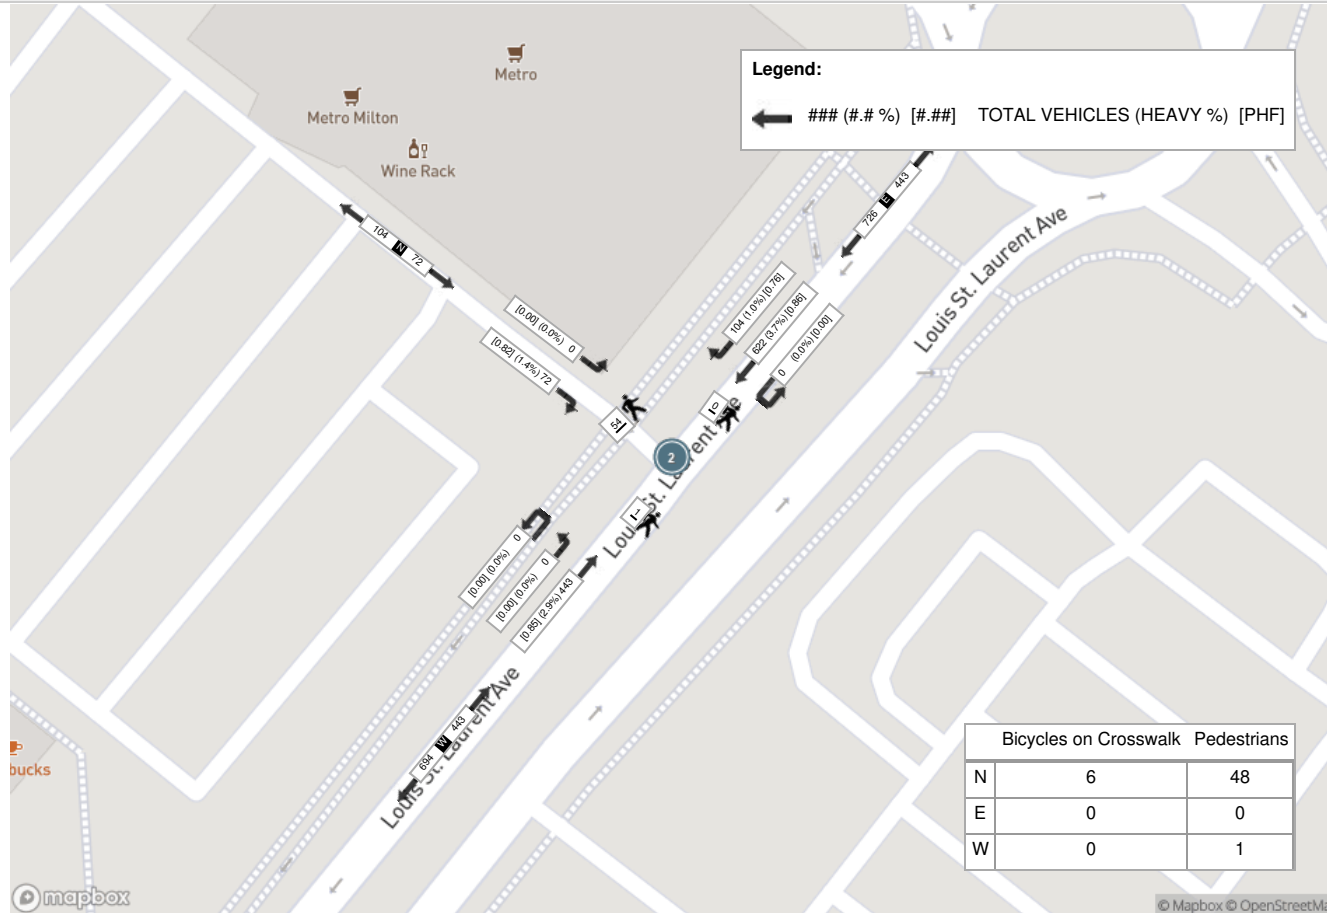 Metro
Metro Milton
Wine Rack
Legend:
### (#.# %) [#.##] TOTAL VEHICLES (HEAVY %) [PHF]
726 E 443
Louis St. Laurent Ave
104 N 72
[0.00] (0.0%) 0
[0.82] (1.4%) 72
104 (1.0%) [0.76]
622 (3.7%) [0.86]
0 (0.0%) [0.00]
54
0
2
Louis St. Laurent Ave
1
[0.00] (0.0%) 0
[0.00] (0.0%) 0
[0.85] (2.9%) 443
694 W 443
Louis St. Laurent Ave
bucks
Bicycles on Crosswalk Pedestrians
N 6 48
E 0 0
W 0 1
mapbox
© Mapbox © OpenStreetMa